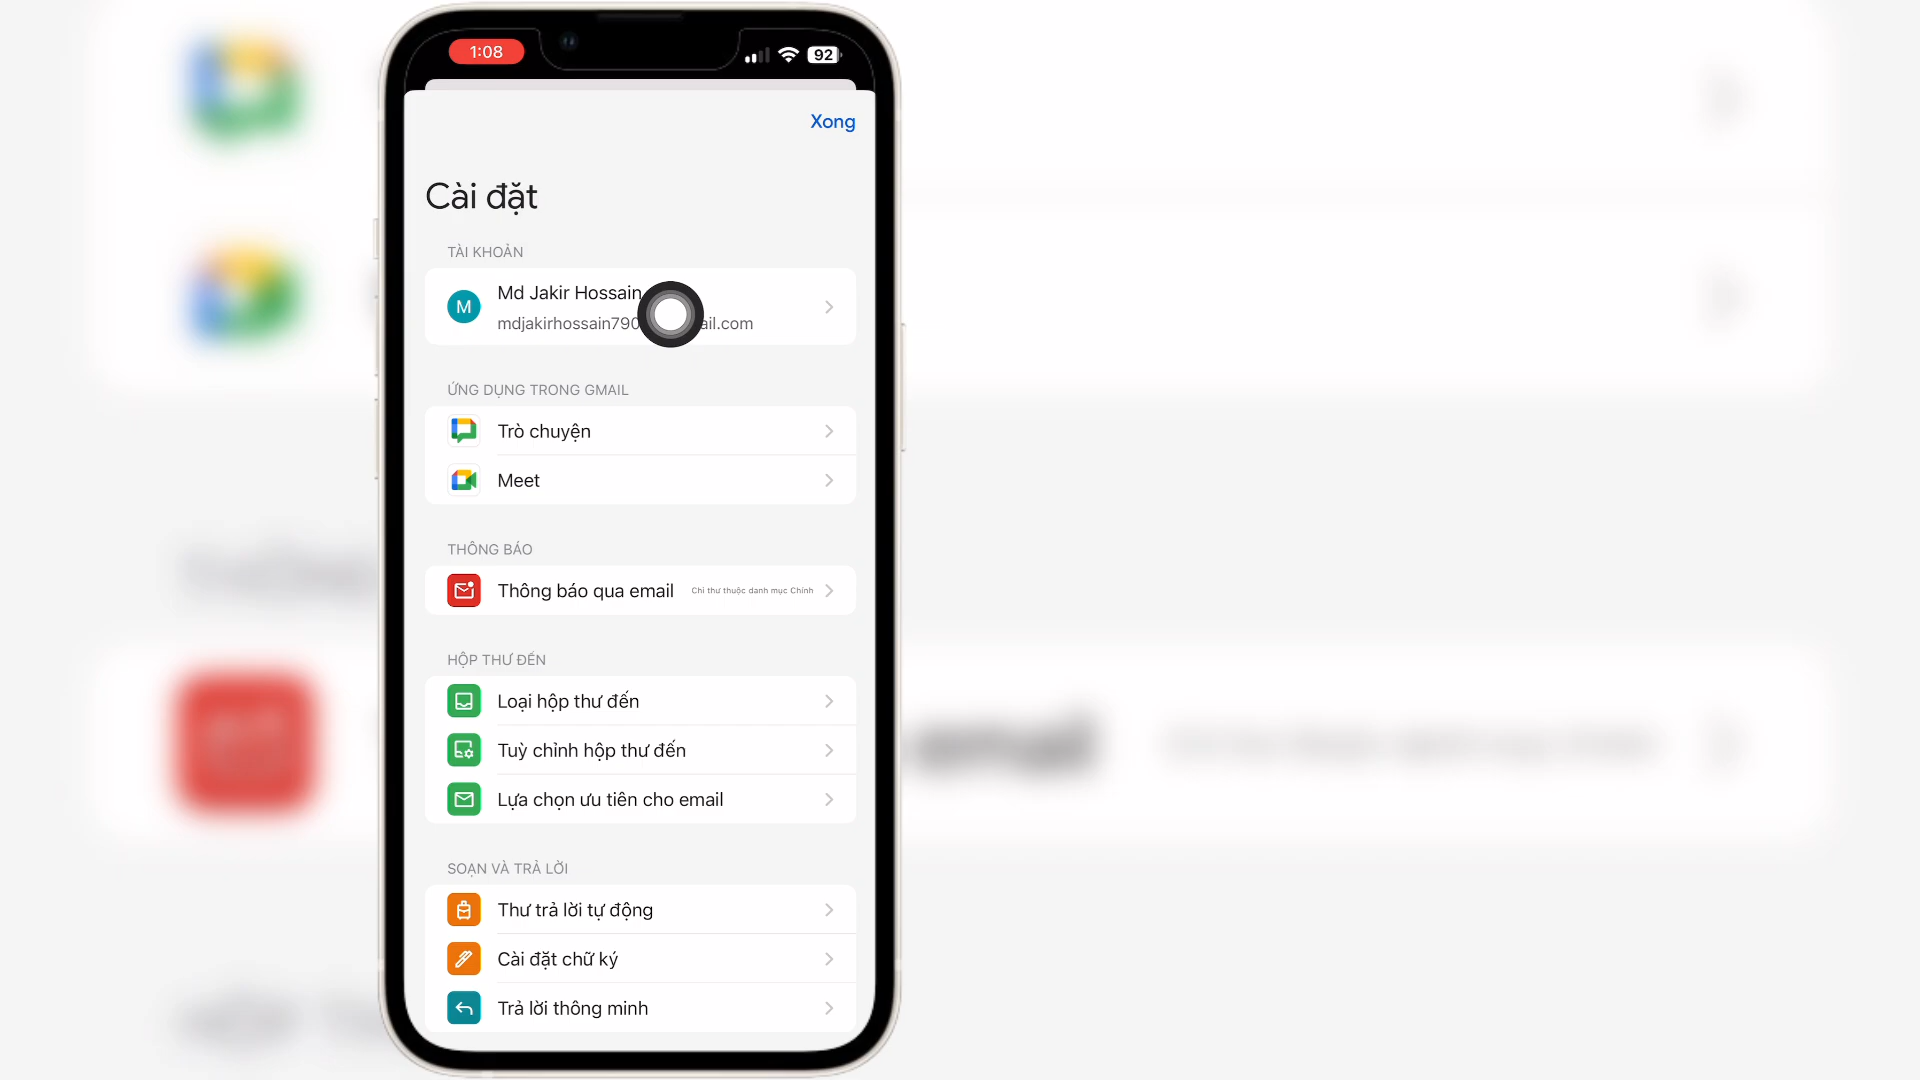 1:08
92
Xong
Cài đặt
TÀI KHOẢN
M
Md Jakir Hossain
mdjakirhossain790 ail.com
ỨNG DỤNG TRONG GMAIL
Trò chuyện
Meet
THÔNG BÁO
Thông báo qua email Chỉ thư thuộc danh mục Chính
email
HỘP THƯ ĐẾN
Loại hộp thư đến
Tuỳ chỉnh hộp thư đến
Lựa chọn ưu tiên cho email
SOẠN VÀ TRẢ LỜI
Thư trả lời tự động
Cài đặt chữ ký
Trả lời thông minh